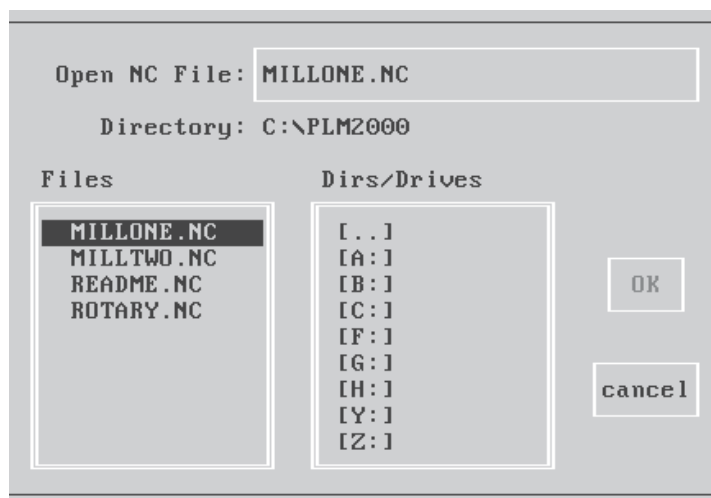 Open NC File: MILLONE.NC
Directory: C:\PLM2000
Files
MILLONE.NC
MILLTWO.NC
README.NC
ROTARY.NC
Dirs/Drives
[..]
[A:]
[B:]
[C:]
[F:]
[G:]
[H:]
[Y:]
[Z:]
OK
cancel